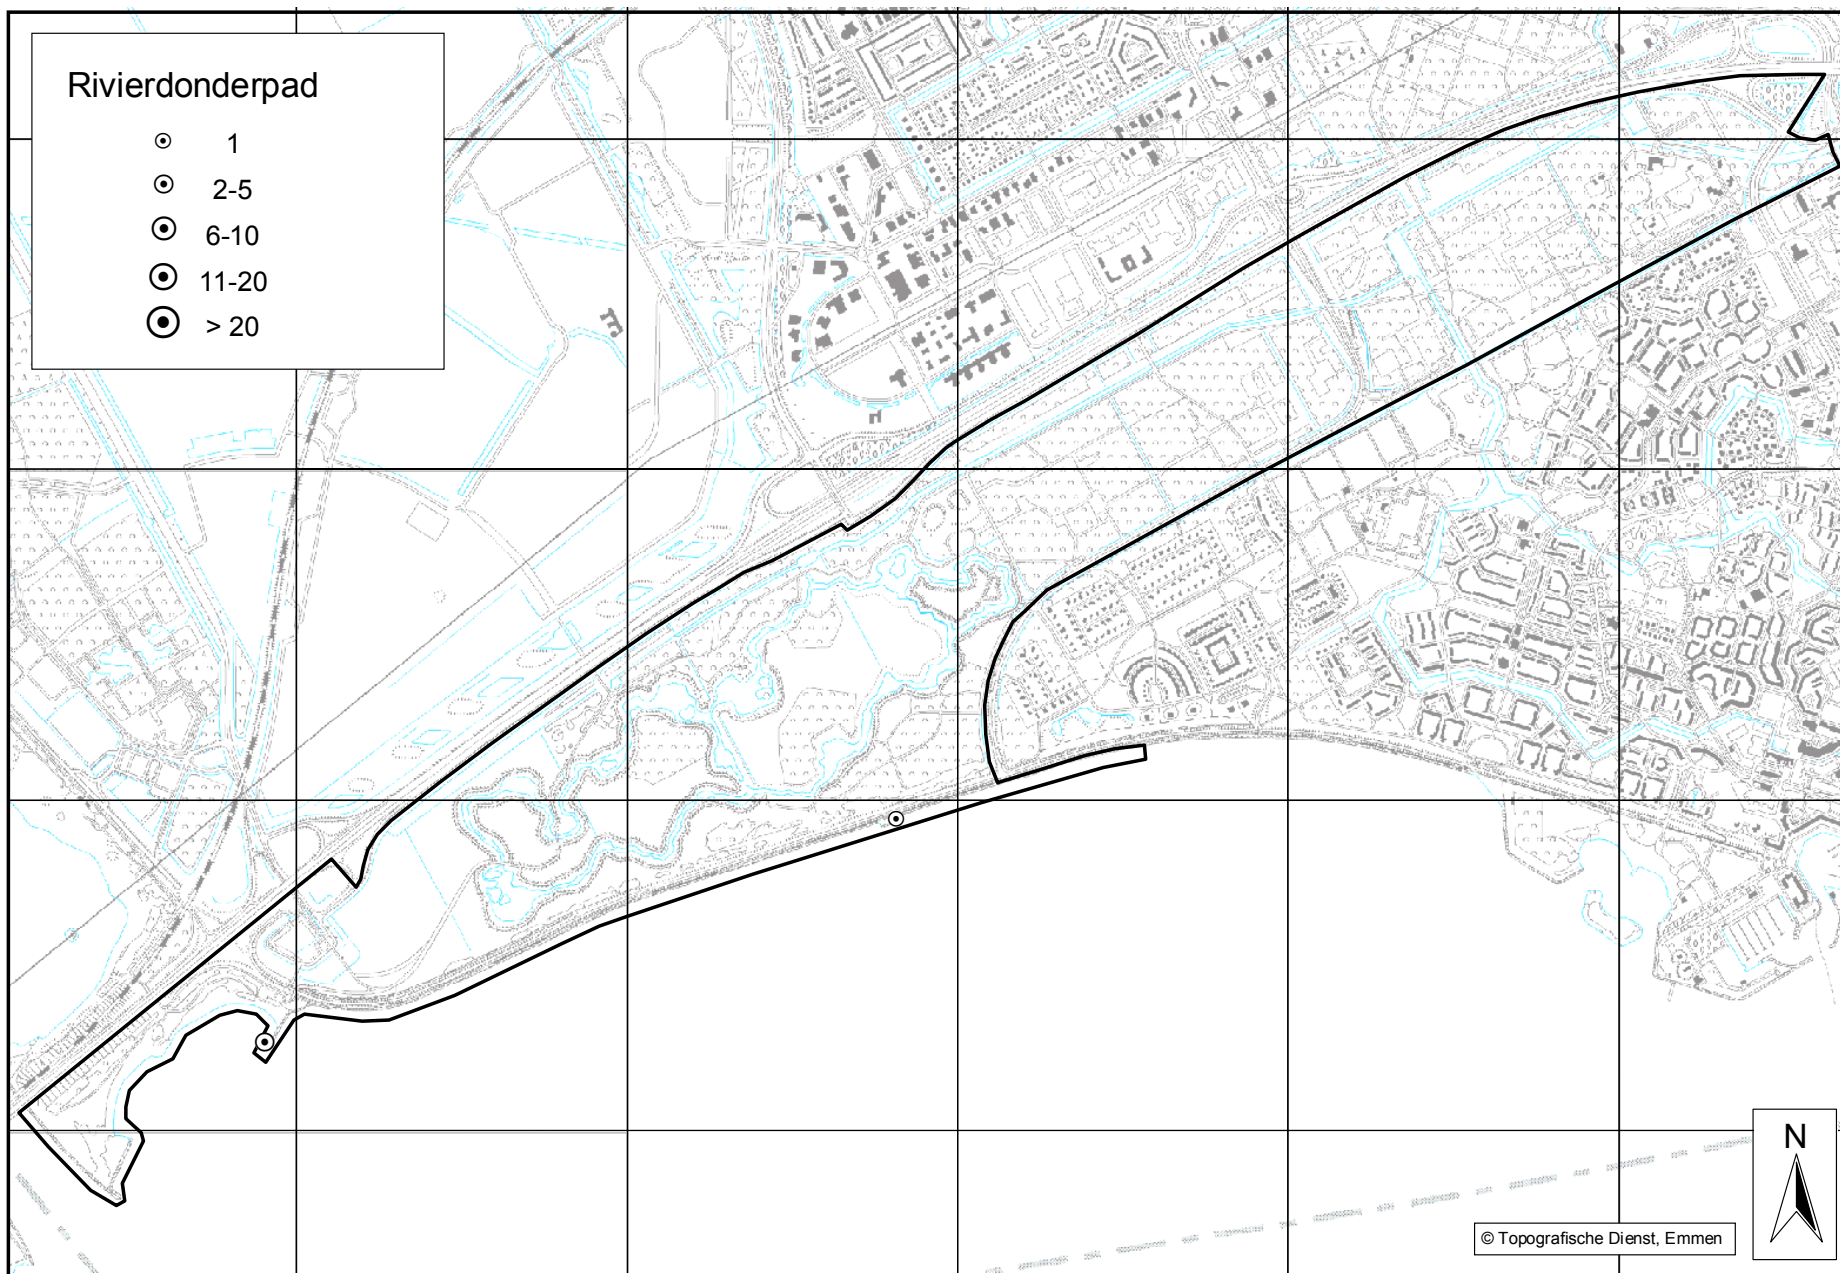 Rivierdonderpad
1
2-5
6-10
11-20
> 20
N
© Topografische Dienst, Emmen